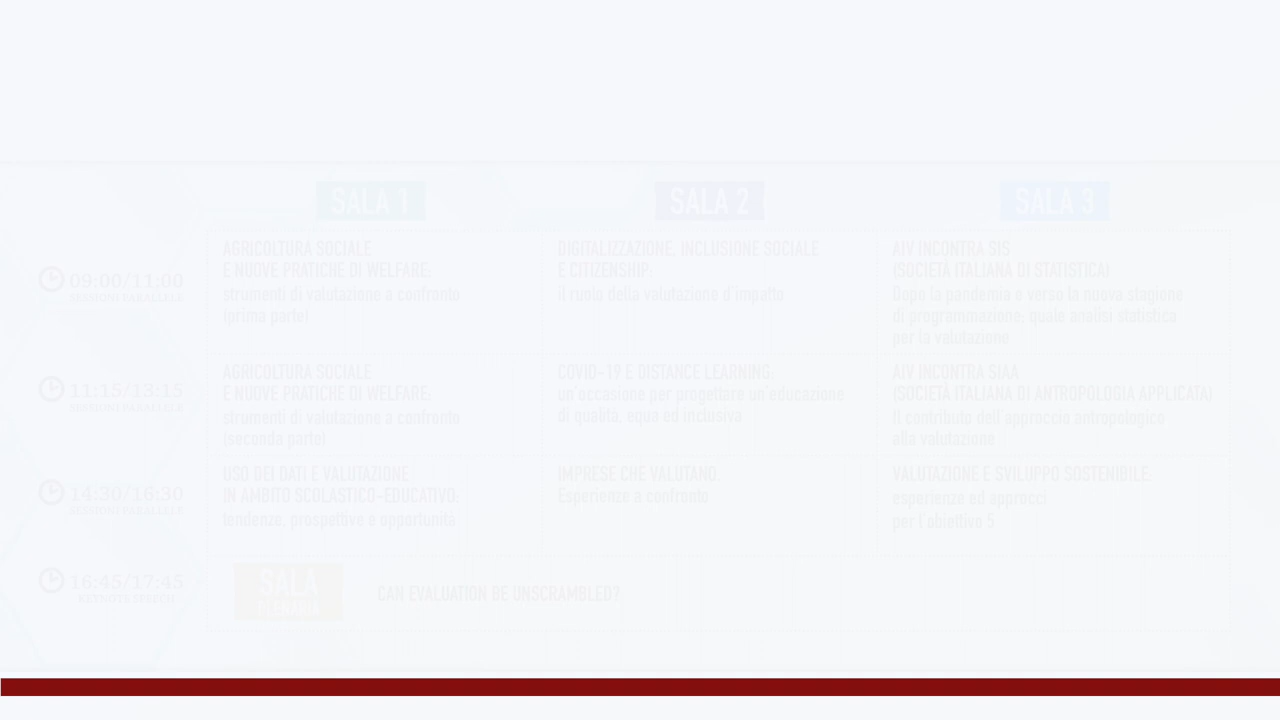 SALA 1
SALA 2
SALA 3
09:00/11:00
SESSIONI PARALLELE
AGRICOLTURA SOCIALE
E NUOVE PRATICHE DI WELFARE:
strumenti di valutazione a confronto
(prima parte)
DIGITALIZZAZIONE, INCLUSIONE SOCIALE
E CITIZENSHIP:
il ruolo della valutazione d'impatto
AIV INCONTRA SIS
(SOCIETÀ ITALIANA DI STATISTICA)
Dopo la pandemia e verso la nuova stagione
di programmazione: quale analisi statistica
per la valutazione
11:15/13:15
SESSIONI PARALLELE
AGRICOLTURA SOCIALE
E NUOVE PRATICHE DI WELFARE:
strumenti di valutazione a confronto
(seconda parte)
COVID-19 E DISTANCE LEARNING:
un'occasione per progettare un'educazione
di qualità, equa ed inclusiva
AIV INCONTRA SIAA
(SOCIETÀ ITALIANA DI ANTROPOLOGIA APPLICATA)
Il contributo dell'approccio antropologico
alla valutazione
14:30/16:30
SESSIONI PARALLELE
USO DEI DATI E VALUTAZIONE
IN AMBITO SCOLASTICO-EDUCATIVO:
tendenze, prospettive e opportunità
IMPRESE CHE VALUTANO.
Esperienze a confronto
VALUTAZIONE E SVILUPPO SOSTENIBILE:
esperienze ed approcci
per l'obiettivo 5
16:45/17:45
KEYNOTE SPEECH
SALA
PLENARIA
CAN EVALUATION BE UNSCRAMBLED?